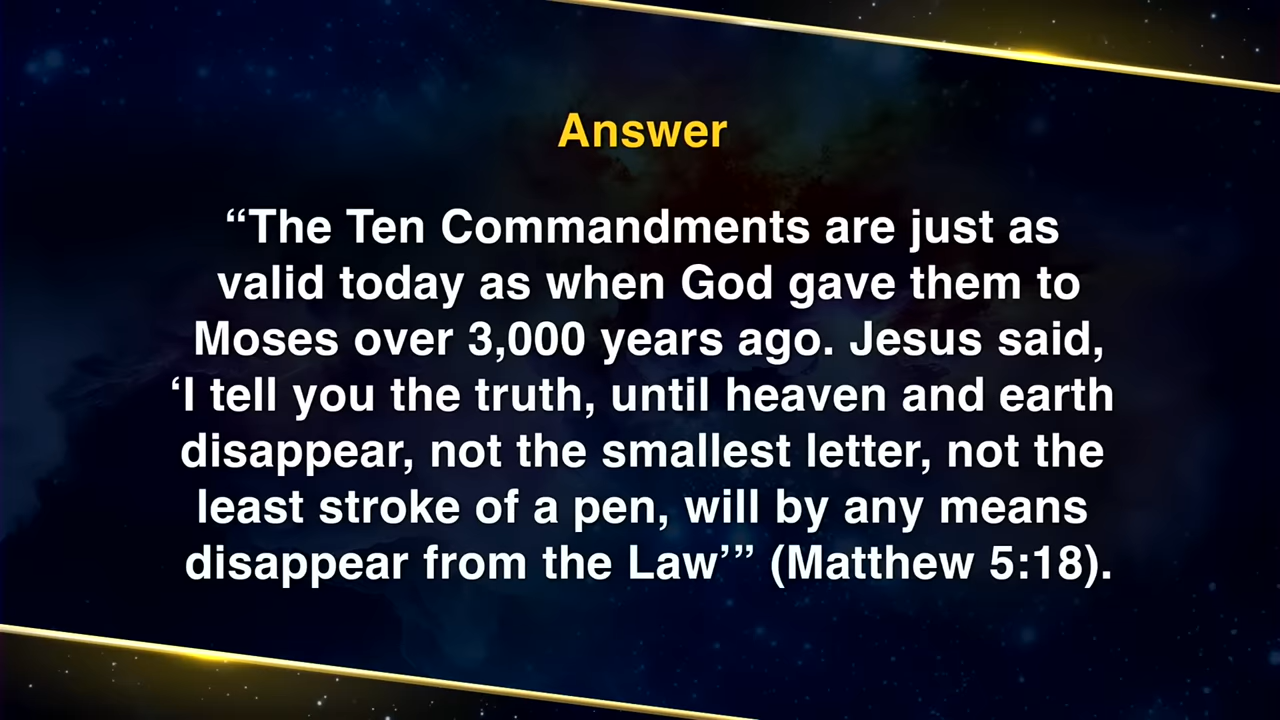 Answer
“The Ten Commandments are just as
valid today as when God gave them to
Moses over 3,000 years ago. Jesus said,
‘I tell you the truth, until heaven and earth
disappear, not the smallest letter, not the
least stroke of a pen, will by any means
disappear from the Law’” (Matthew 5:18).